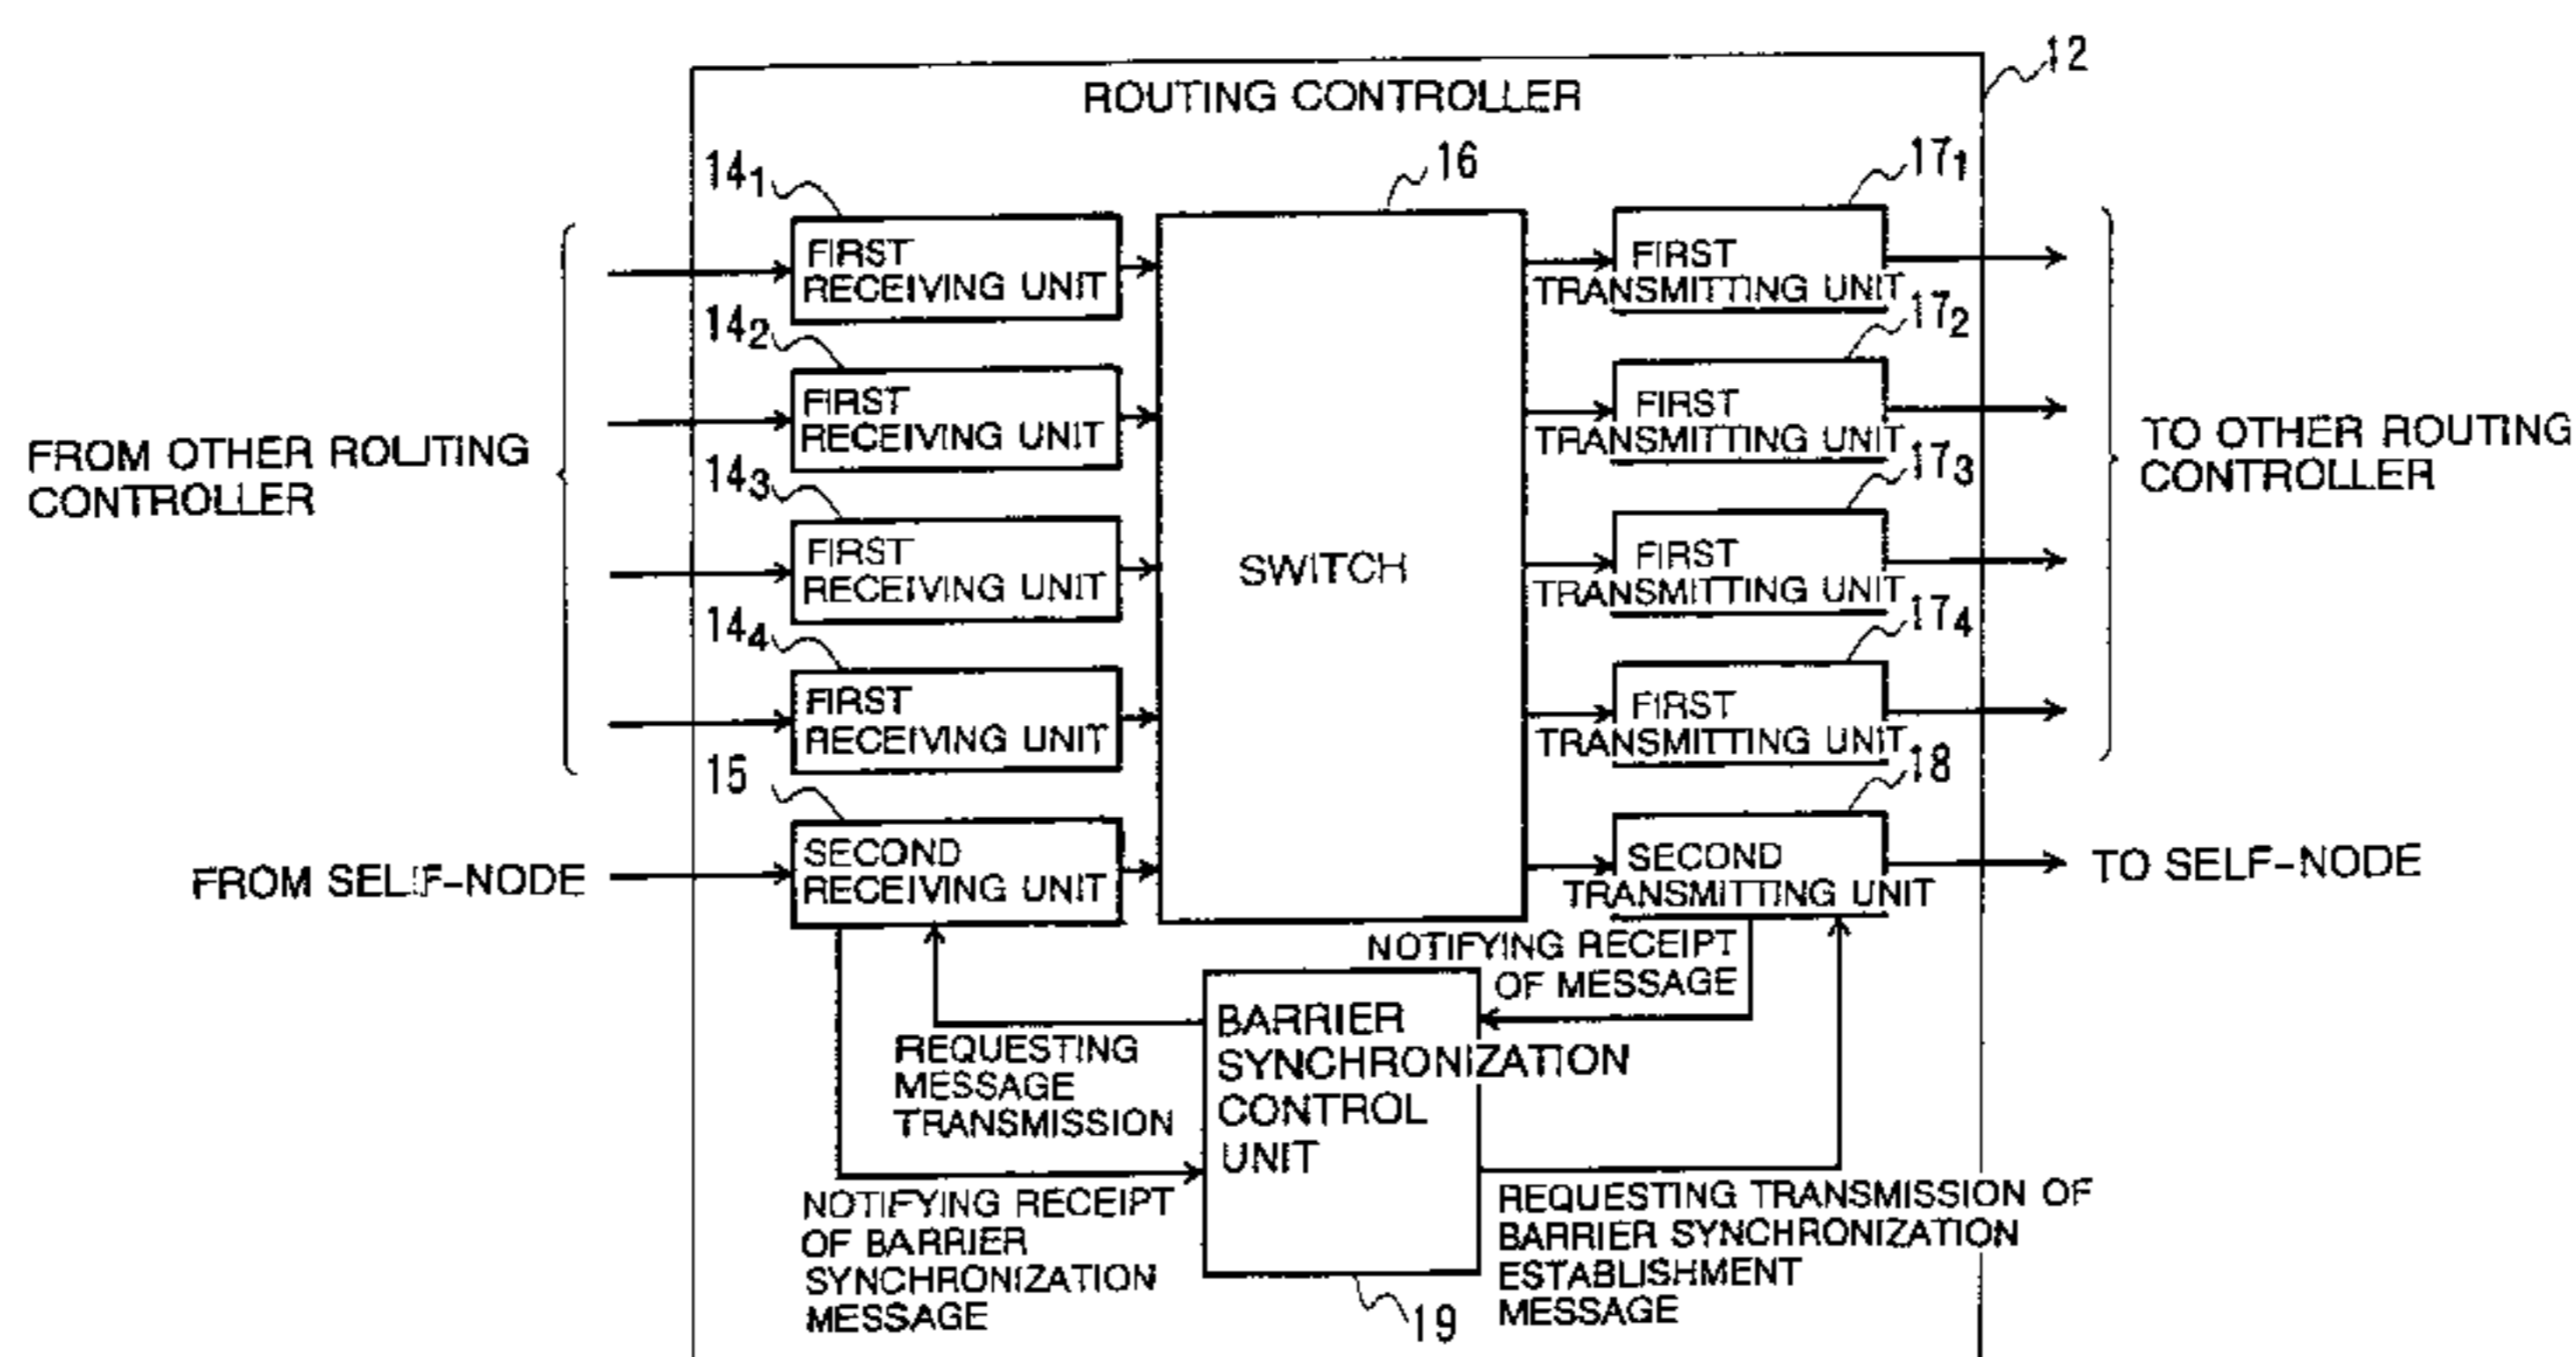 12
ROUTING CONTROLLER
14₁
16
17₁
FIRST
RECEIVING UNIT
FIRST
TRANSMITTING UNIT
14₂
17₂
FIRST
RECEIVING UNIT
FIRST
TRANSMITTING UNIT
FROM OTHER ROUTING
CONTROLLER
TO OTHER ROUTING
CONTROLLER
14₃
17₃
FIRST
RECEIVING UNIT
SWITCH
FIRST
TRANSMITTING UNIT
14₄
17₄
FIRST
RECEIVING UNIT
FIRST
TRANSMITTING UNIT
15
18
FROM SELF-NODE
SECOND
RECEIVING UNIT
SECOND
TRANSMITTING UNIT
TO SELF-NODE
NOTIFYING RECEIPT
OF MESSAGE
REQUESTING
MESSAGE
TRANSMISSION
BARRIER
SYNCHRONIZATION
CONTROL
UNIT
NOTIFYING RECEIPT
OF BARRIER
SYNCHRONIZATION
MESSAGE
REQUESTING TRANSMISSION OF
BARRIER SYNCHRONIZATION
ESTABLISHMENT
MESSAGE
19